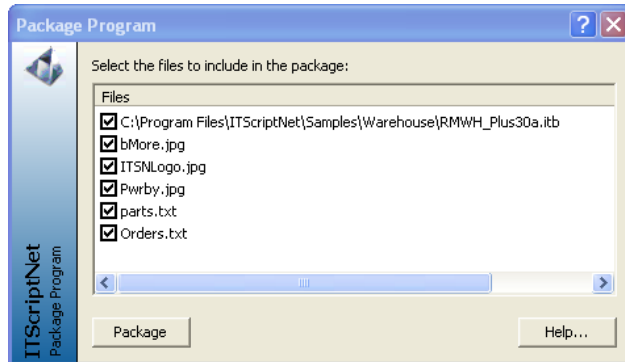 Package Program
Select the files to include in the package:
Files
C:\Program Files\ITScriptNet\Samples\Warehouse\RMWH_Plus30a.itb
bMore.jpg
ITSNLogo.jpg
Pwrby.jpg
parts.txt
Orders.txt
ITScriptNet
Package Program
Package
Help...